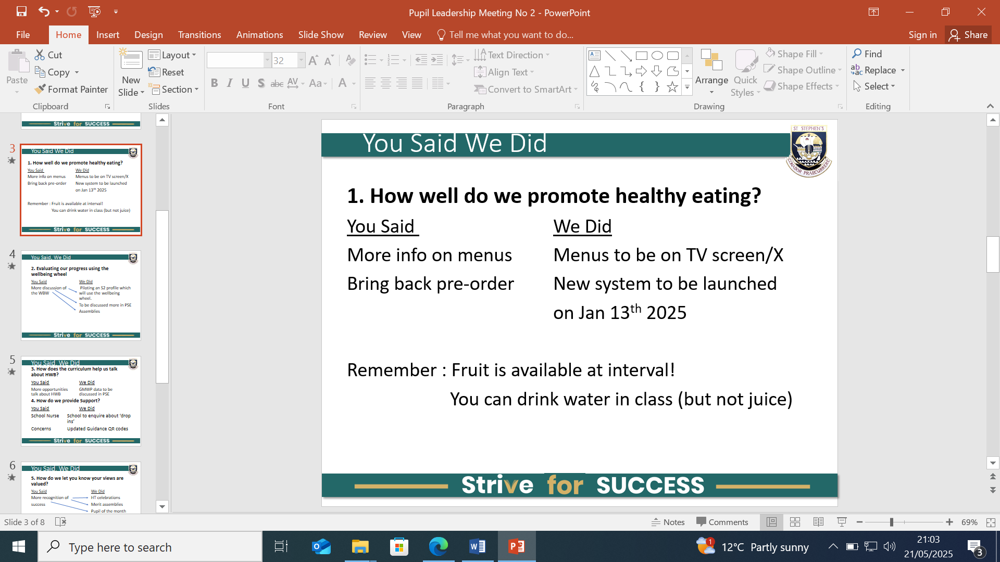 Pupil Leadership Meeting No 2 - PowerPoint
File Home Insert Design Transitions Animations Slide Show Review View Tell me what you want to do... Sign in Share
Paste
Cut
Copy
Format Painter
Clipboard
New
Slide
Layout
Reset
Section
Slides
32
B I U S abc AV Aa A
Font
Text Direction
Align Text
Convert to SmartArt
Paragraph
Arrange
Quick
Styles
Shape Fill
Shape Outline
Shape Effects
Drawing
Find
Replace
Select
Editing
Strive for SUCCESS
3
You Said We Did
1. How well do we promote healthy eating?
You Said We Did
More info on menus Menus to be on TV screen/X
Bring back pre-order New system to be launched
on Jan 13th 2025
Remember : Fruit is available at interval!
You can drink water in class (but not juice)
Strive for SUCCESS
4
You Said, We Did
2. Evaluating our progress using the
wellbeing wheel
You Said We Did
More discussion of Piloting an S2 profile which
the WBW will use the wellbeing
wheel.
To be discussed more in PSE
Assemblies
Strive for SUCCESS
5
You Said, We Did
3. How does the curriculum help us talk
about HWB?
You Said We Did
More opportunities GMWP data to be
talk about HWB discussed in PSE
4. How do we provide Support?
You Said We Did
School Nurse School to enquire about ‘drop
ins’
Concerns Updated Guidance QR codes
Strive for SUCCESS
6
You Said, We Did
5. How do we let you know your views are
valued?
You Said We Did
More recognition of HT celebrations
success Merit assemblies
Pupil of the month
You Said We Did
ST STEPHEN'S
CONABOR PRAECURRERE
1. How well do we promote healthy eating?
You Said We Did
More info on menus Menus to be on TV screen/X
Bring back pre-order New system to be launched
on Jan 13th 2025
Remember : Fruit is available at interval!
You can drink water in class (but not juice)
Strive for SUCCESS
Slide 3 of 8 Notes Comments 69%
Type here to search
1
12°C Partly sunny
21:03
21/05/2025
3